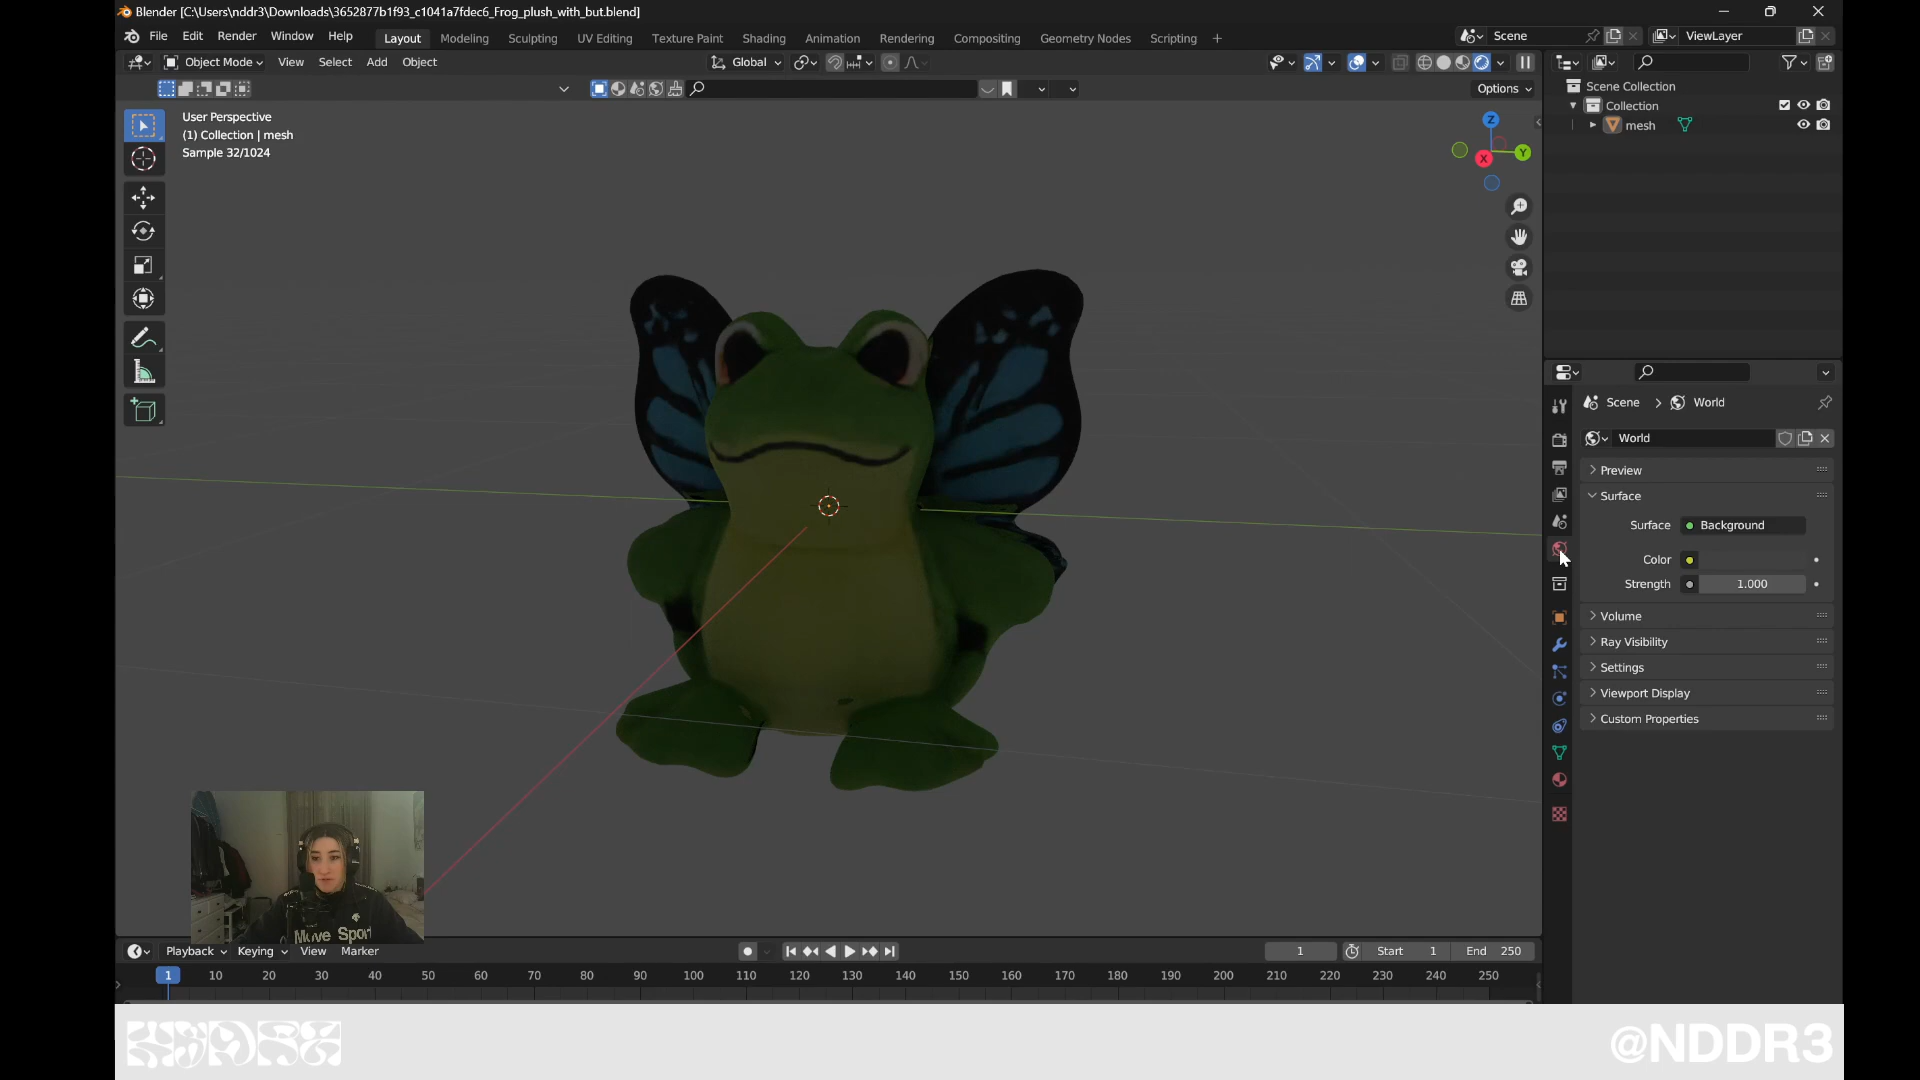 Blender [C:\Users\nddr3\Downloads\3652877b1f93_c1041a7fdec6_Frog_plush_with_but.blend]
File Edit Render Window Help Layout Modeling Sculpting UV Editing Texture Paint Shading Animation Rendering Compositing Geometry Nodes Scripting + Scene ViewLayer
Object Mode View Select Add Object Global
Options
User Perspective
(1) Collection | mesh
Sample 32/1024
Z
X
Y
Scene Collection
Collection
mesh
Scene > World
World
Preview
Surface
Surface Background
Color
Strength 1.000
Volume
Ray Visibility
Settings
Viewport Display
Custom Properties
Move Sport
Playback Keying View Marker 1 Start 1 End 250
1 10 20 30 40 50 60 70 80 90 100 110 120 130 140 150 160 170 180 190 200 210 220 230 240 250
@NDDR3